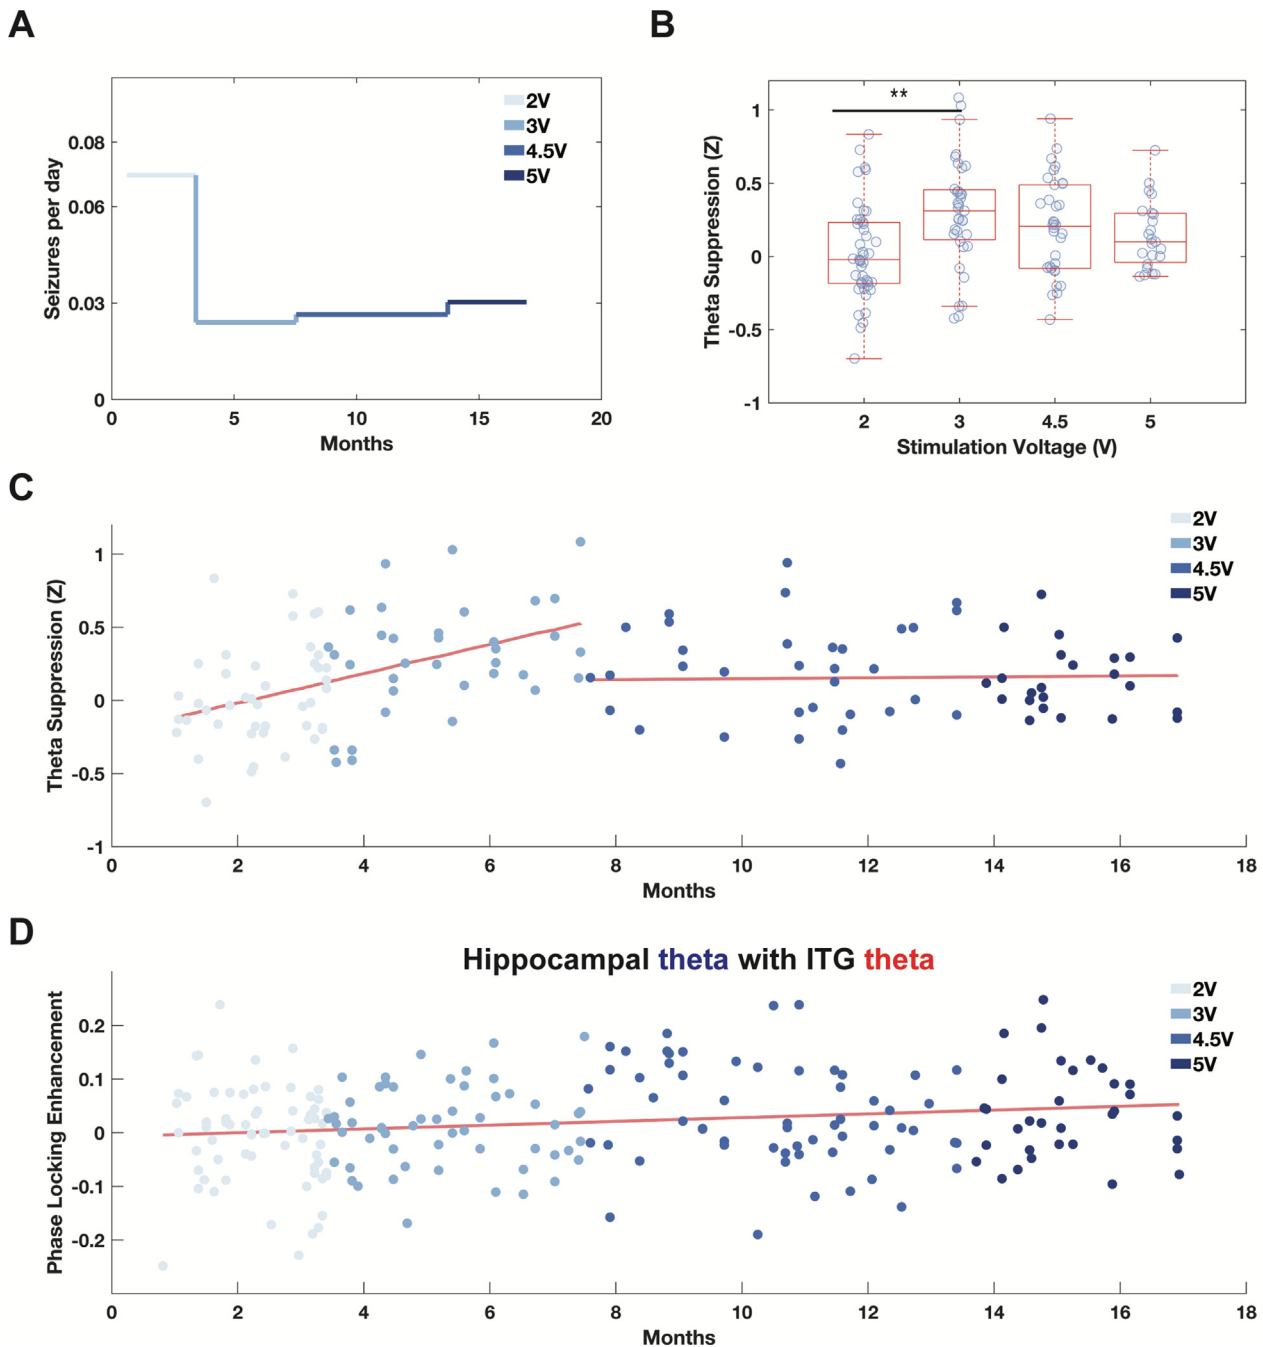 A
2V
3V
4.5V
5V
0.08
0.06
0.03
0
Seizures per day
0 5 10 15 20
Months
B
**
1
0.5
0
-0.5
-1
Theta Suppression (Z)
2 3 4.5 5
Stimulation Voltage (V)
C
2V
3V
4.5V
5V
1
0.5
0
-0.5
-1
Theta Suppression (Z)
0 2 4 6 8 10 12 14 16 18
Months
D
Hippocampal theta with ITG theta
2V
3V
4.5V
5V
0.2
0.1
0
-0.1
-0.2
Phase Locking Enhancement
0 2 4 6 8 10 12 14 16 18
Months